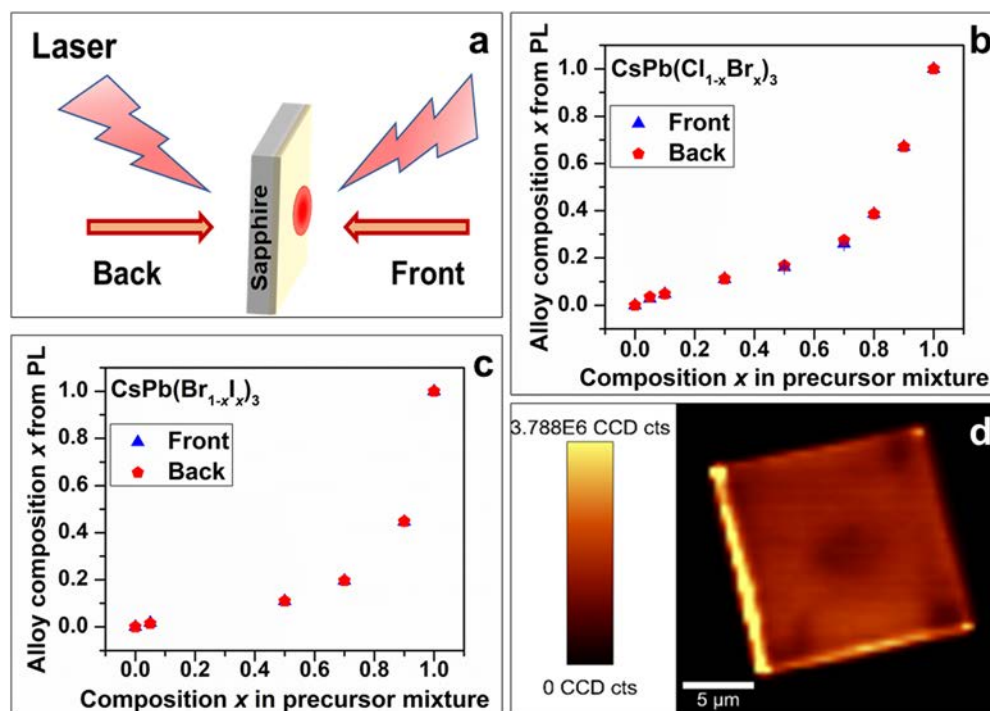 a
Laser
Sapphire
Back
Front
b
CsPb(Cl1-xBrx)3
Front
Back
Alloy composition x from PL
1.0
0.8
0.6
0.4
0.2
0.0
0.0 0.2 0.4 0.6 0.8 1.0
Composition x in precursor mixture
c
CsPb(Br1-xIx)3
Front
Back
Alloy composition x from PL
1.0
0.8
0.6
0.4
0.2
0.0
0.0 0.2 0.4 0.6 0.8 1.0
Composition x in precursor mixture
d
3.788E6 CCD cts
0 CCD cts
5 µm